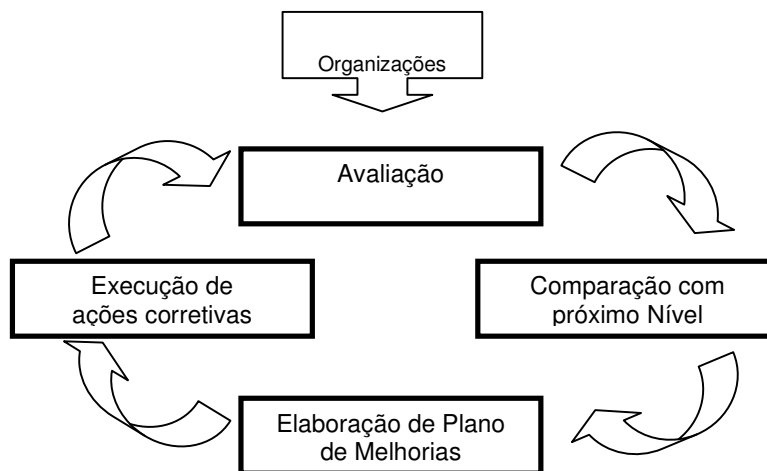 Organizações
Avaliação
Execução de
ações corretivas
Comparação com
próximo Nível
Elaboração de Plano
de Melhorias